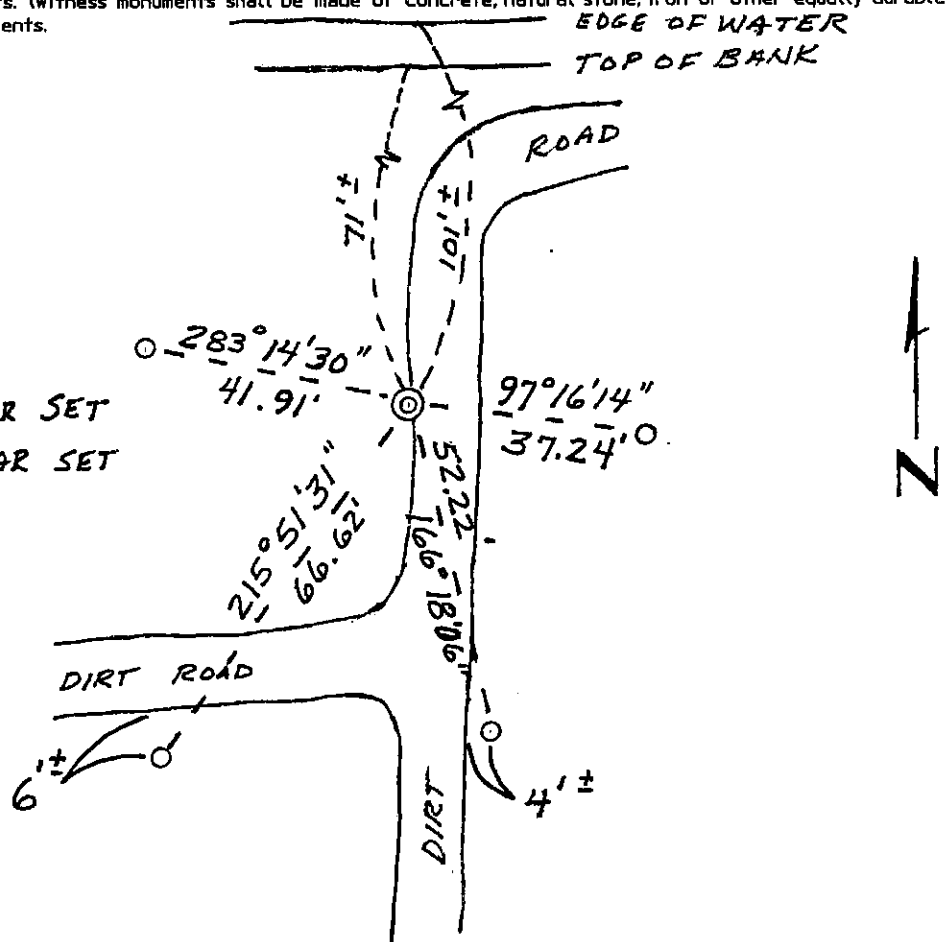 rs. (Witness monuments shall be made of concrete, natural stone, iron or other equally durable
ents.
EDGE OF WATER
TOP OF BANK
ROAD
71'±
101'±
283°14'30"
41.91'
R SET
AR SET
97°16'14"
37.24'
52.22
166°18'06"
215°51'31"
66.62'
N
DIRT ROAD
6'±
4'±
DIRT